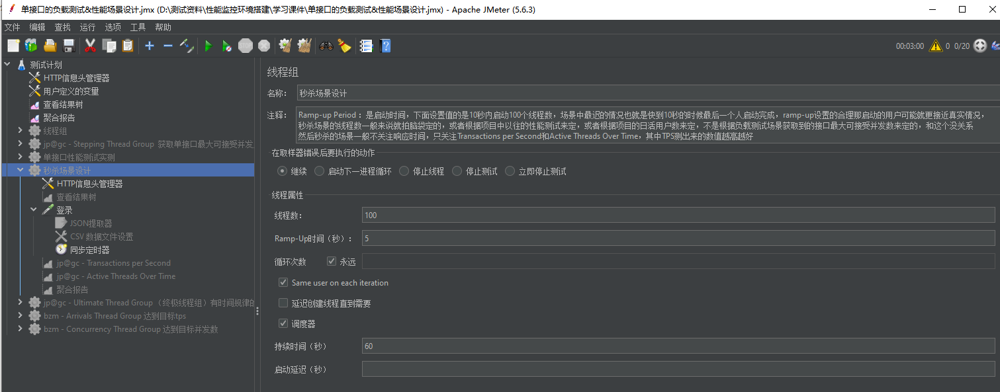 单接口的负载测试&性能场景设计.jmx (D:\测试资料\性能监控环境搭建\学习课件\单接口的负载测试&性能场景设计.jmx) - Apache JMeter (5.6.3)
文件 编辑 查找 运行 选项 工具 帮助
STOP
00:03:00 0 0/20
测试计划
HTTP信息头管理器
用户定义的变量
查看结果树
聚合报告
线程组
jp@gc - Stepping Thread Group 获取单接口最大可接受并发
单接口性能测试实测
秒杀场景设计
HTTP信息头管理器
查看结果树
登录
JSON提取器
CSV 数据文件设置
同步定时器
jp@gc - Transactions per Second
jp@gc - Active Threads Over Time
聚合报告
jp@gc - Ultimate Thread Group （终极线程组）有时间规律的
bzm - Arrivals Thread Group 达到目标tps
bzm - Concurrency Thread Group 达到目标并发数
线程组
名称： 秒杀场景设计
注释： Ramp-up Period：是启动时间，下面设置值的是10秒内启动100个线程数，场景中最迟的情况也就是快到10秒的时候最后一个人启动完成，ramp-up设置的合理那启动的用户可能就更接近真实情况，
秒杀场景的线程数一般来说就拍脑袋定的，或者根据项目中以往的性能测试来定，或者根据项目的日活用户数来定，不是根据负载测试场景获取到的接口最大可接受并发数来定的，和这个没关系
然后秒杀的场景一般不关注响应时间，只关注Transactions per Second和Active Threads Over Time，其中TPS测出来的数值越高越好
在取样器错误后要执行的动作
继续 启动下一进程循环 停止线程 停止测试 立即停止测试
线程属性
线程数： 100
Ramp-Up时间（秒）： 5
循环次数 永远
Same user on each iteration
延迟创建线程直到需要
调度器
持续时间（秒） 60
启动延迟（秒）